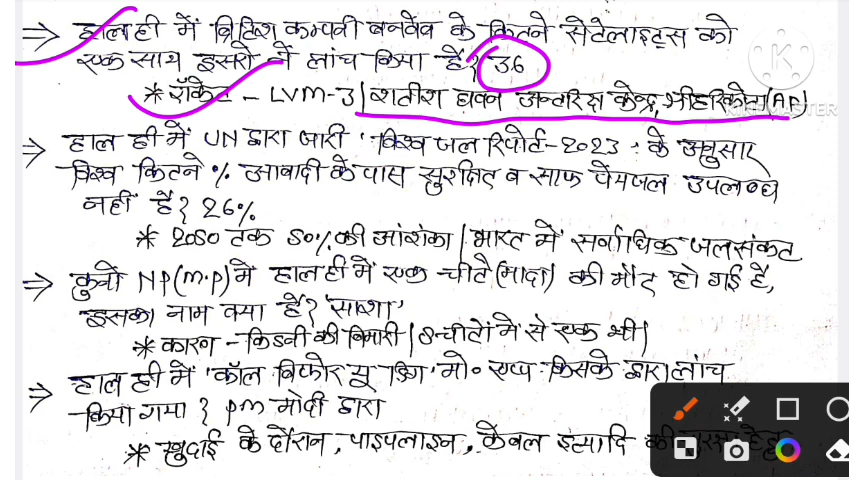 ⇒ हाल ही में ब्रिटिश कम्पनी वनवेब के कितने सेटेलाइट्स को
एक साथ इसरो ने लांच किया है? 36
* रॉकेट - LVM-3 | सतीश धवन अन्तरिक्ष केन्द्र, श्रीहरिकोटा (AP)
⇒ हाल ही में UN द्वारा जारी 'विश्व जल रिपोर्ट-2023' के अनुसार
विश्व कितने % आबादी के पास सुरक्षित व साफ पेयजल उपलब्ध
नहीं है? 26%
* 2050 तक 50% की आशंका | भारत में सर्वाधिक जलसंकट
⇒ कुनो NP (M.P) में हाल ही में एक चीते (मादा) की मौत हो गई है,
इसका नाम क्या है? 'साशा'
* कारण - किडनी की बिमारी | 8 चीतो में से एक थी |
⇒ हाल ही में 'कॉल बिफोर यू डिग' मो॰ एप्प किसके द्वारा लांच
किया गया? PM मोदी द्वारा
* खुदाई के दौरान, पाइपलाइन, केबल इत्यादि की हेतु
KINEMASTER